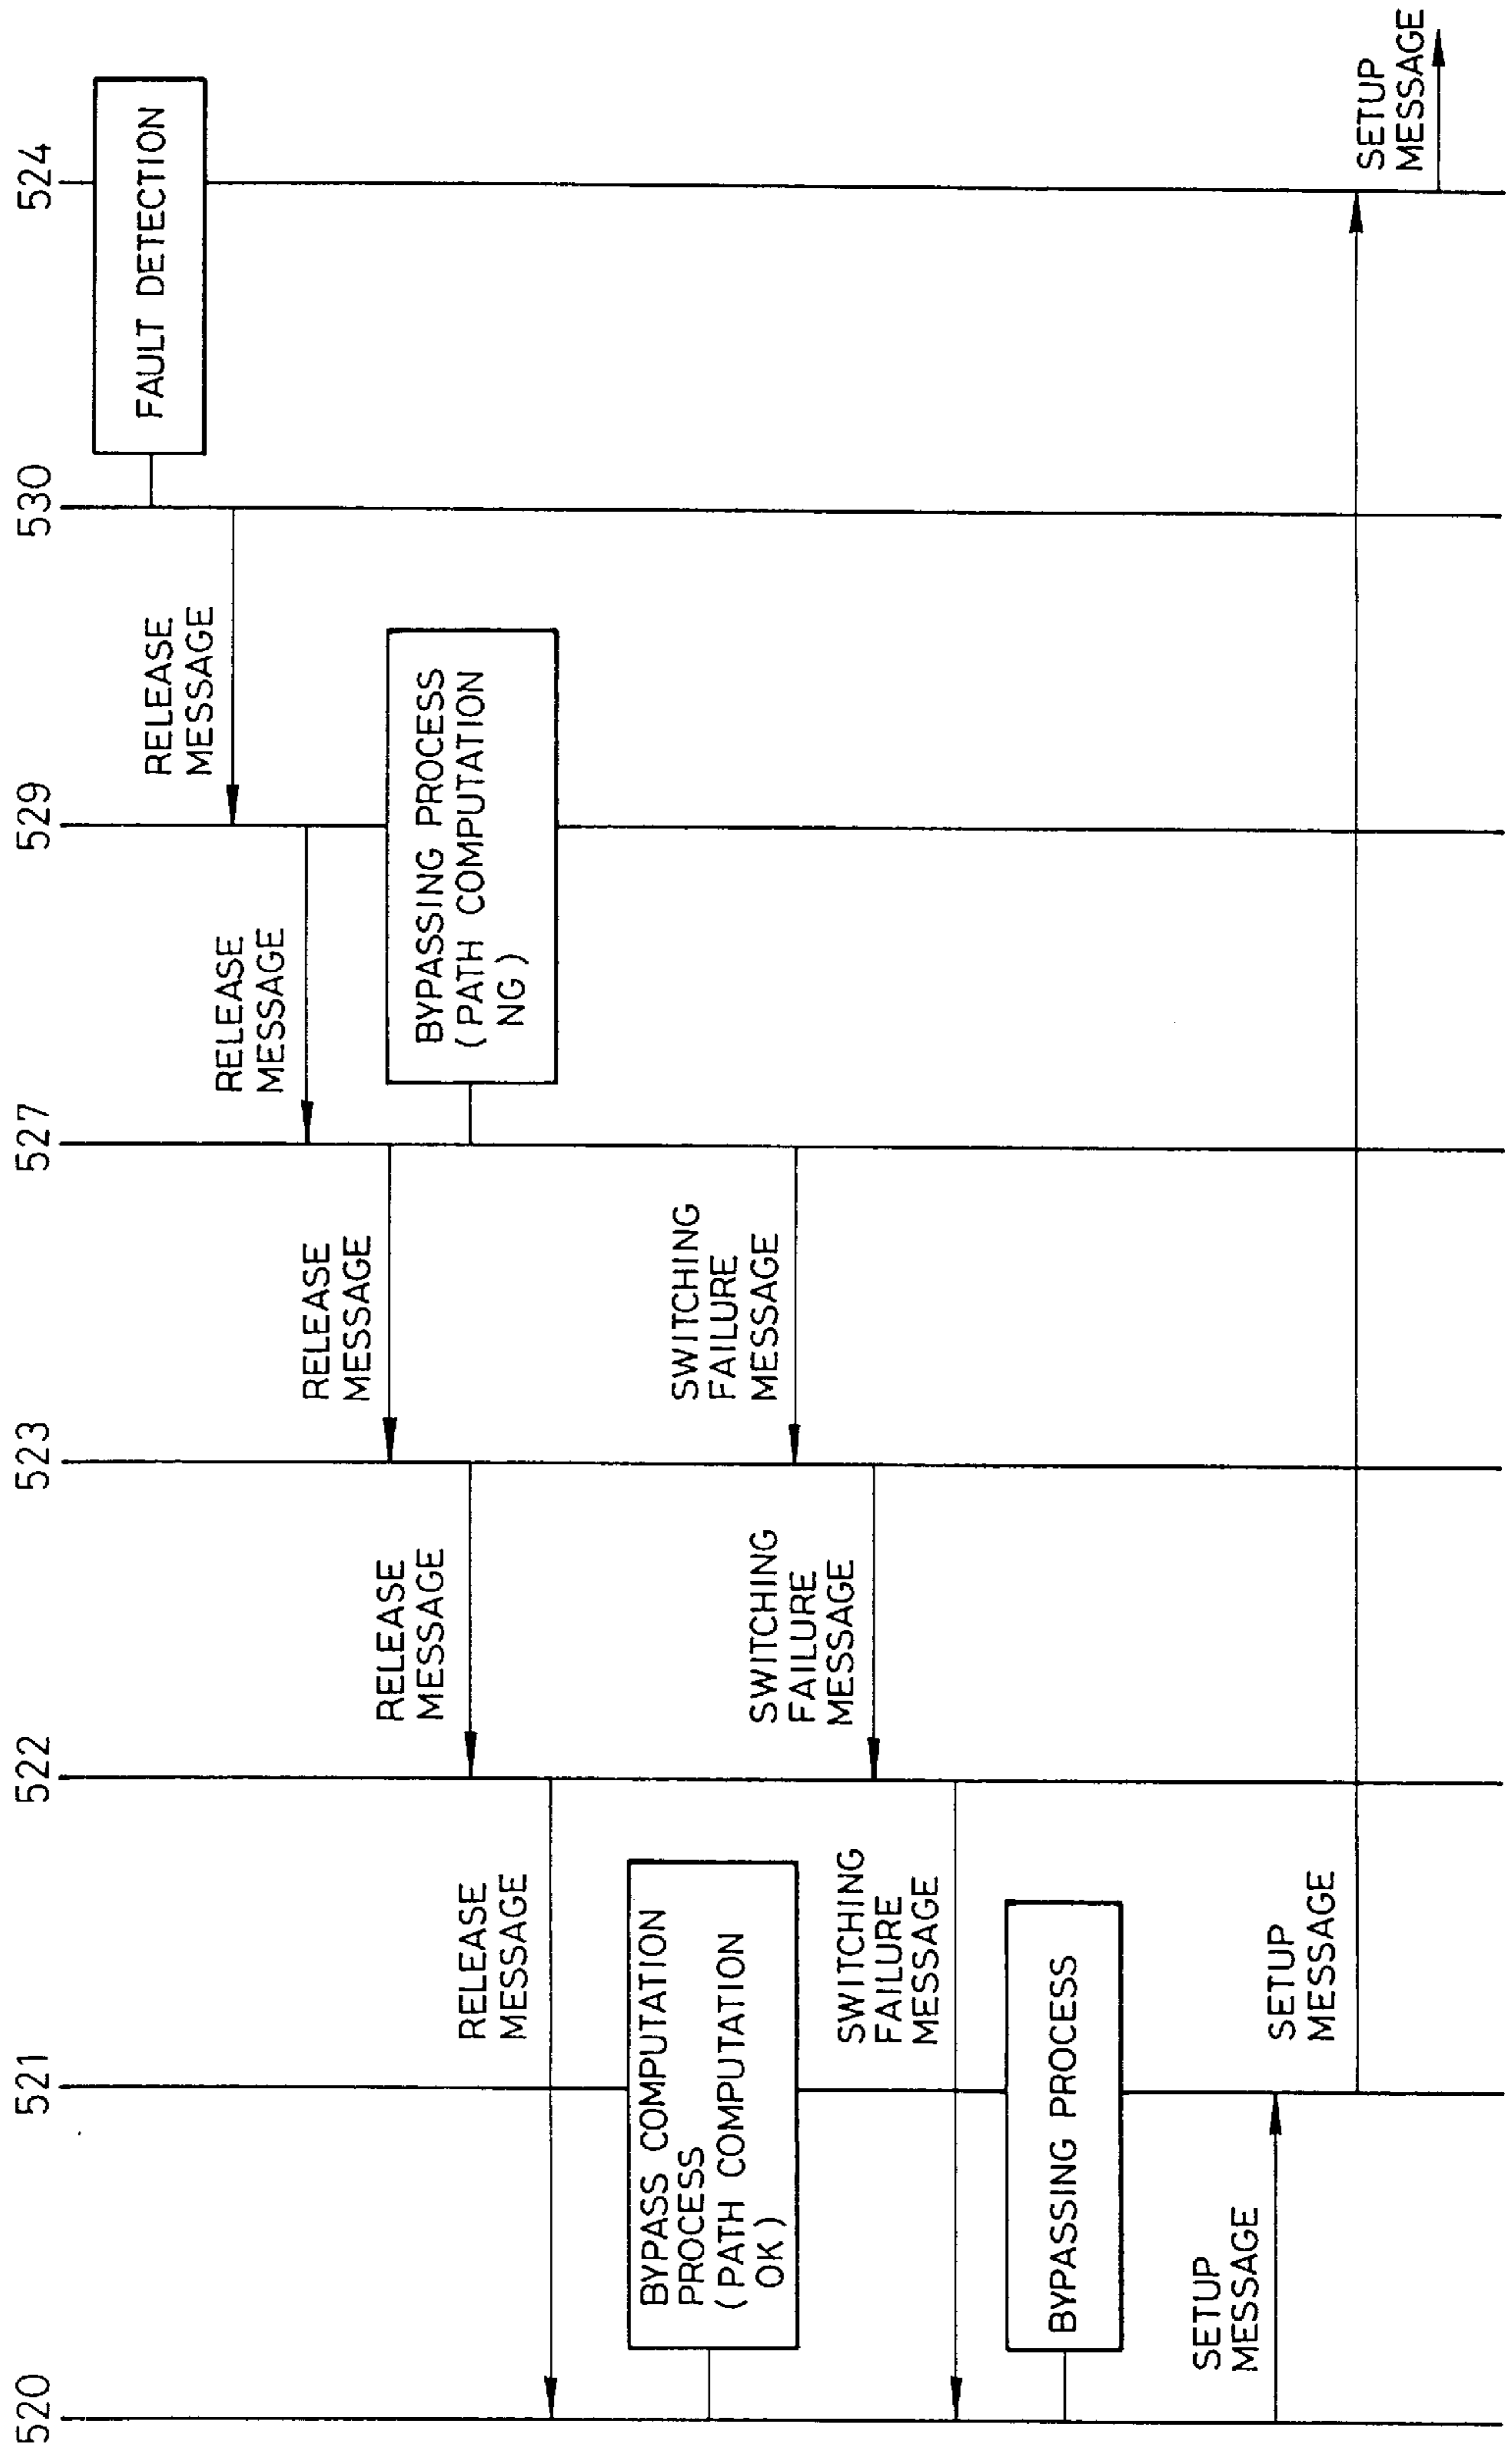 520
521
522
523
527
529
530
524
FAULT DETECTION
RELEASE
MESSAGE
RELEASE
MESSAGE
BYPASSING PROCESS
(PATH COMPUTATION
NG)
RELEASE
MESSAGE
RELEASE
MESSAGE
RELEASE
MESSAGE
BYPASS COMPUTATION
PROCESS
(PATH COMPUTATION
OK)
SWITCHING
FAILURE
MESSAGE
SWITCHING
FAILURE
MESSAGE
SWITCHING
FAILURE
MESSAGE
BYPASSING PROCESS
SETUP
MESSAGE
SETUP
MESSAGE
SETUP
MESSAGE